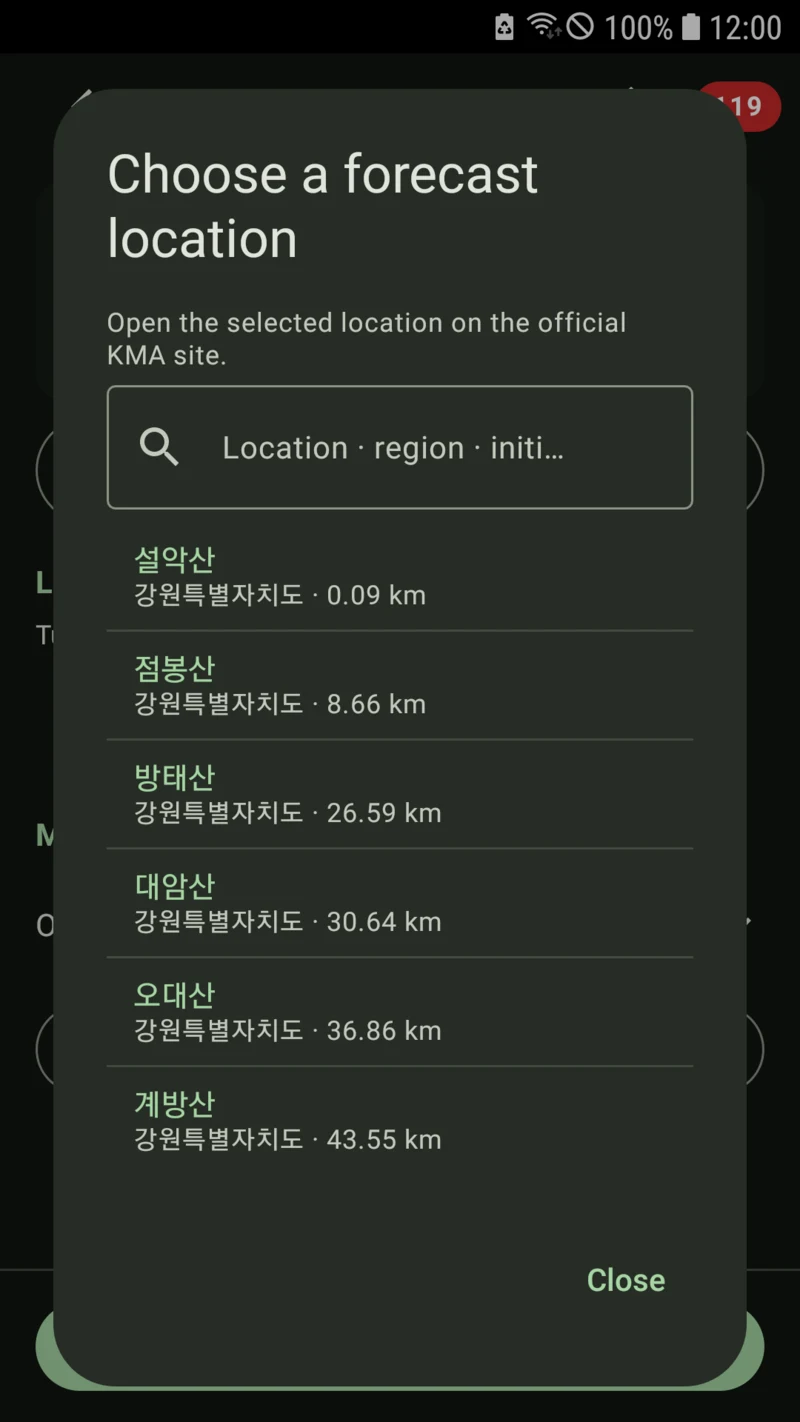 100% 12:00
119
Choose a forecast
location
Open the selected location on the official
KMA site.
Location · region · initi…
설악산
강원특별자치도 · 0.09 km
점봉산
강원특별자치도 · 8.66 km
방태산
강원특별자치도 · 26.59 km
대암산
강원특별자치도 · 30.64 km
오대산
강원특별자치도 · 36.86 km
계방산
강원특별자치도 · 43.55 km
Close